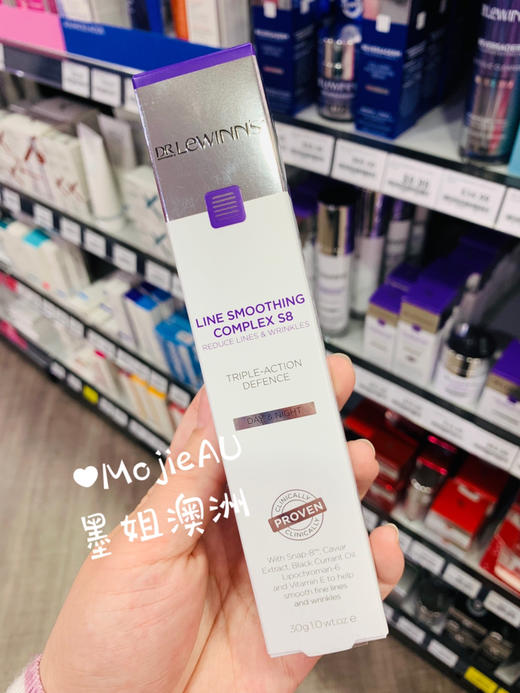 DR. LEWINN'S
LINE SMOOTHING
COMPLEX S8
REDUCE LINES & WRINKLES
TRIPLE-ACTION
DEFENCE
DAY & NIGHT
♥MojieAU
墨姐澳洲
CLINICALLY
PROVEN
CLINICALLY
With Snap-8™, Caviar
Extract, Black Currant Oil,
Lipochroman-6
and Vitamin E to help
smooth fine lines
and wrinkles
30g 1.0 wt.oz e